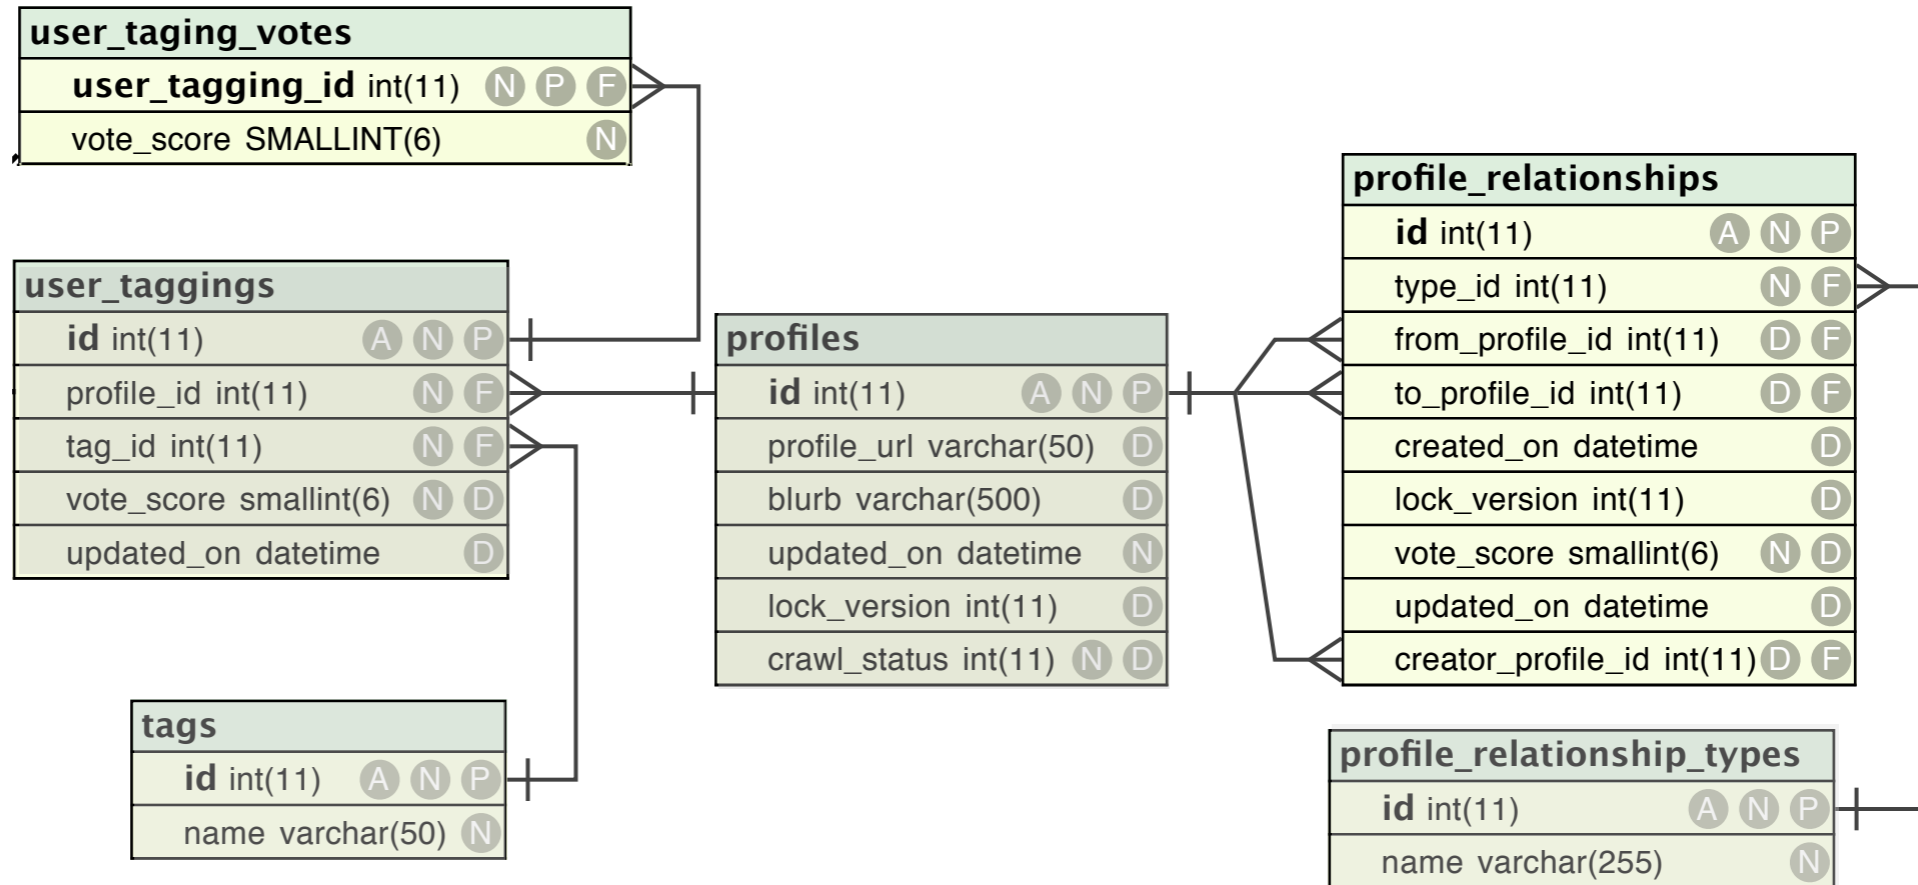 user_taging_votes
user_tagging_id int(11) N P F
vote_score SMALLINT(6) N
user_taggings
id int(11) A N P
profile_id int(11) N F
tag_id int(11) N F
vote_score smallint(6) N D
updated_on datetime D
tags
id int(11) A N P
name varchar(50) N
profiles
id int(11) A N P
profile_url varchar(50) D
blurb varchar(500) D
updated_on datetime N
lock_version int(11) D
crawl_status int(11) N D
profile_relationships
id int(11) A N P
type_id int(11) N F
from_profile_id int(11) D F
to_profile_id int(11) D F
created_on datetime D
lock_version int(11) D
vote_score smallint(6) N D
updated_on datetime D
creator_profile_id int(11) D F
profile_relationship_types
id int(11) A N P
name varchar(255) N